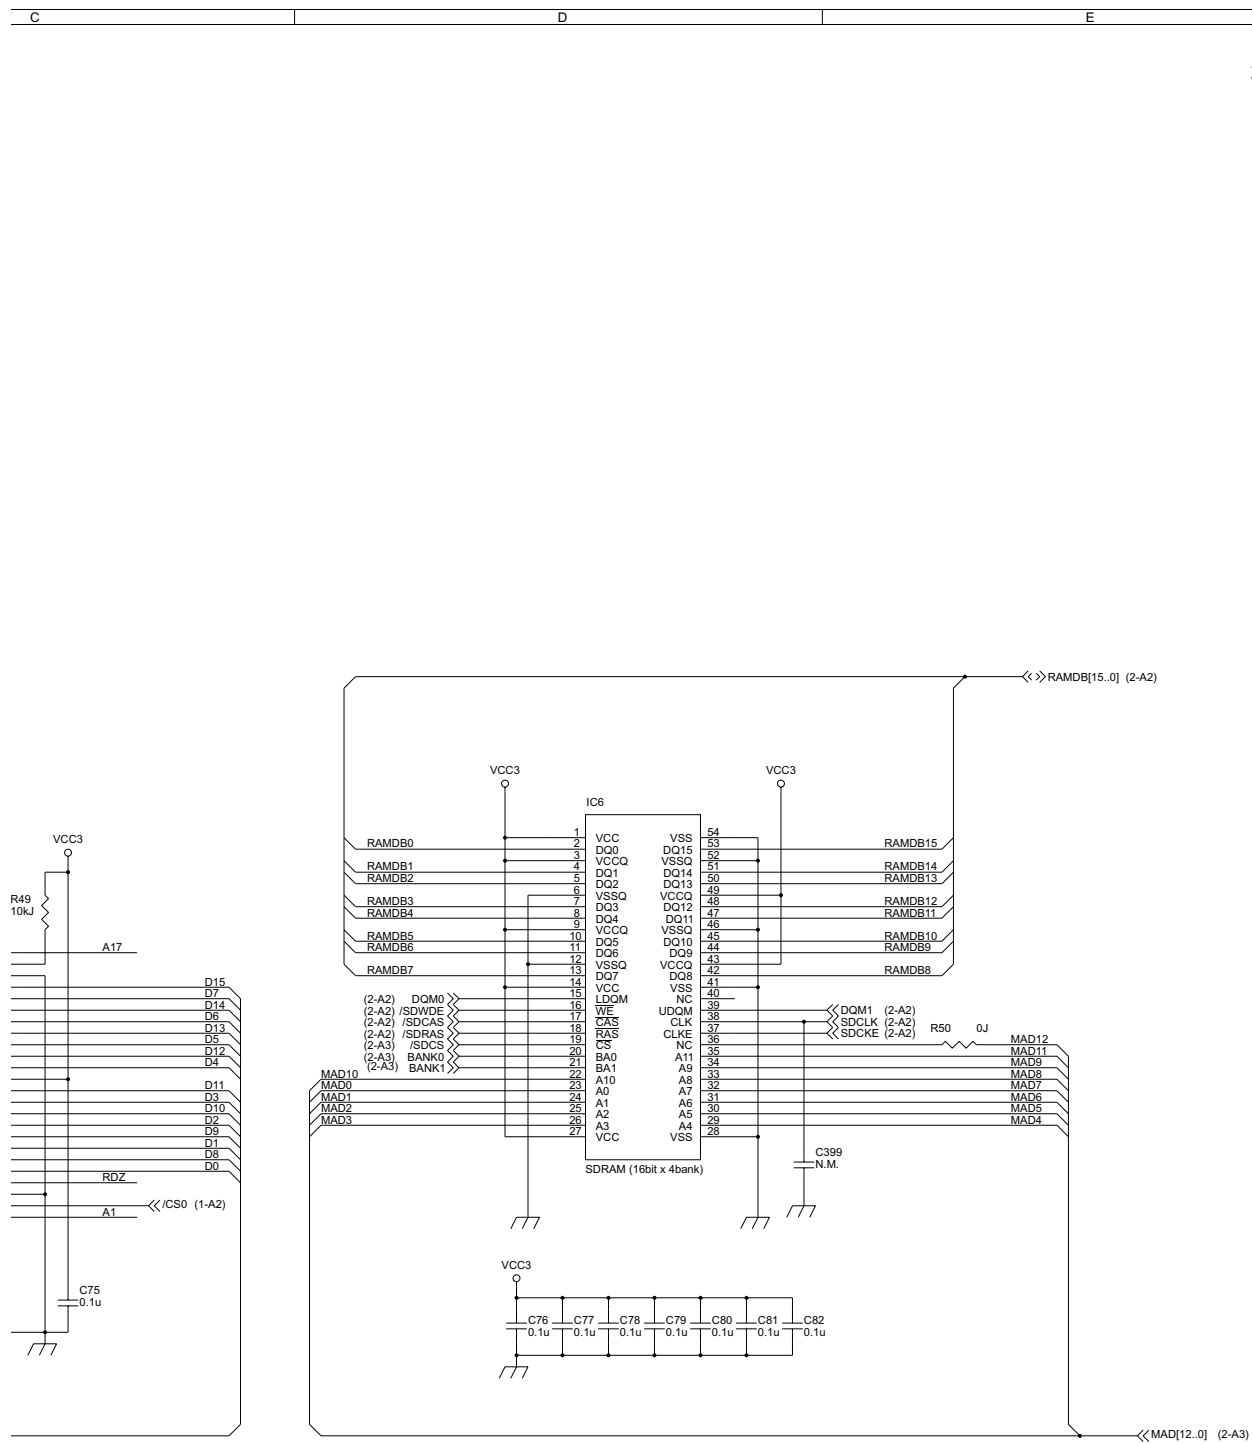 C D E
RAMDB[15..0] (2-A2)
VCC3 VCC3
IC6
VCC3
R49
10kJ
1 VCC VSS 54
RAMDB0 2 DQ0 DQ15 53 RAMDB15
3 VCCQ VSSQ 52
RAMDB1 4 DQ1 DQ14 51 RAMDB14
RAMDB2 5 DQ2 DQ13 50 RAMDB13
6 VSSQ VCCQ 49
RAMDB3 7 DQ3 DQ12 48 RAMDB12
RAMDB4 8 DQ4 DQ11 47 RAMDB11
9 VCCQ VSSQ 46
RAMDB5 10 DQ5 DQ10 45 RAMDB10
RAMDB6 11 DQ6 DQ9 44 RAMDB9
12 VSSQ VCCQ 43
RAMDB7 13 DQ7 DQ8 42 RAMDB8
14 VCC VSS 41
(2-A2) DQM0 15 LDQM NC 40
(2-A2) /SDWDE 16 WE UDQM 39 DQM1 (2-A2)
(2-A2) /SDCAS 17 CAS CLK 38 SDCLK (2-A2)
(2-A2) /SDRAS 18 RAS CLKE 37 SDCKE (2-A2)
(2-A3) /SDCS 19 CS NC 36 R50 0J MAD12
(2-A3) BANK0 20 BA0 A11 35 MAD11
(2-A3) BANK1 21 BA1 A9 34 MAD9
MAD10 22 A10 A8 33 MAD8
MAD0 23 A0 A7 32 MAD7
MAD1 24 A1 A6 31 MAD6
MAD2 25 A2 A5 30 MAD5
MAD3 26 A3 A4 29 MAD4
27 VCC VSS 28
SDRAM (16bit x 4bank)
C399
N.M.
A17
D15
D7
D14
D6
D13
D5
D12
D4
D11
D3
D10
D2
D9
D1
D8
D0
RDZ
/CS0 (1-A2)
A1
C75
0.1u
VCC3
C76 C77 C78 C79 C80 C81 C82
0.1u 0.1u 0.1u 0.1u 0.1u 0.1u 0.1u
MAD[12..0] (2-A3)